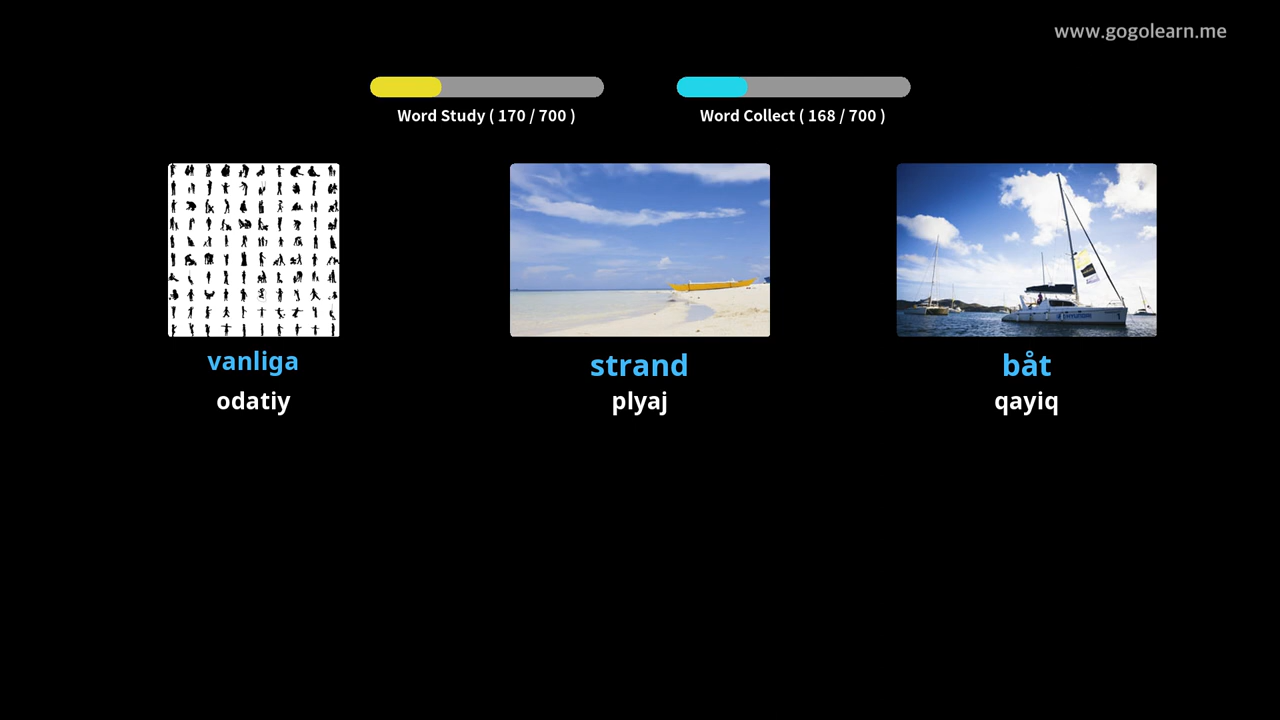 www.gogolearn.me
Word Study ( 170 / 700 )
Word Collect ( 168 / 700 )
vanliga
strand
båt
odatiy
plyaj
qayiq